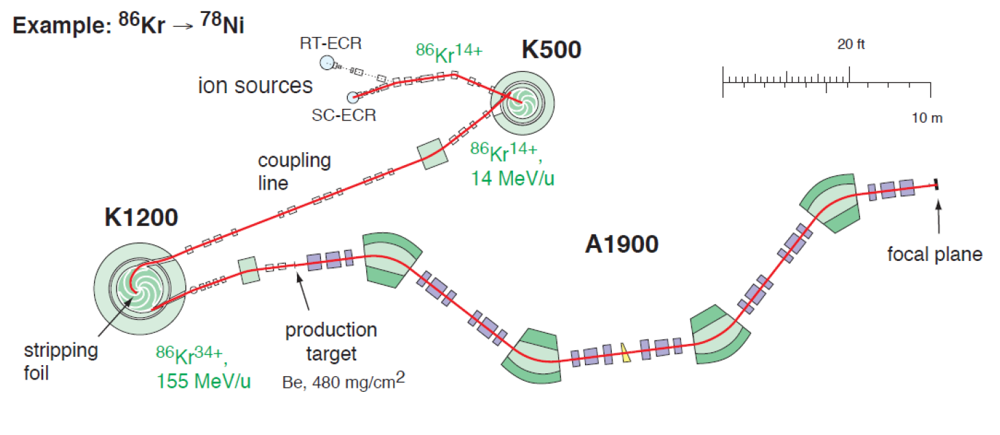 Example: ⁸⁶Kr → ⁷⁸Ni
RT-ECR
⁸⁶Kr¹⁴⁺
K500
20 ft
ion sources
SC-ECR
10 m
⁸⁶Kr¹⁴⁺,
14 MeV/u
coupling
line
K1200
A1900
focal plane
production
target
Be, 480 mg/cm²
stripping
foil
⁸⁶Kr³⁴⁺,
155 MeV/u